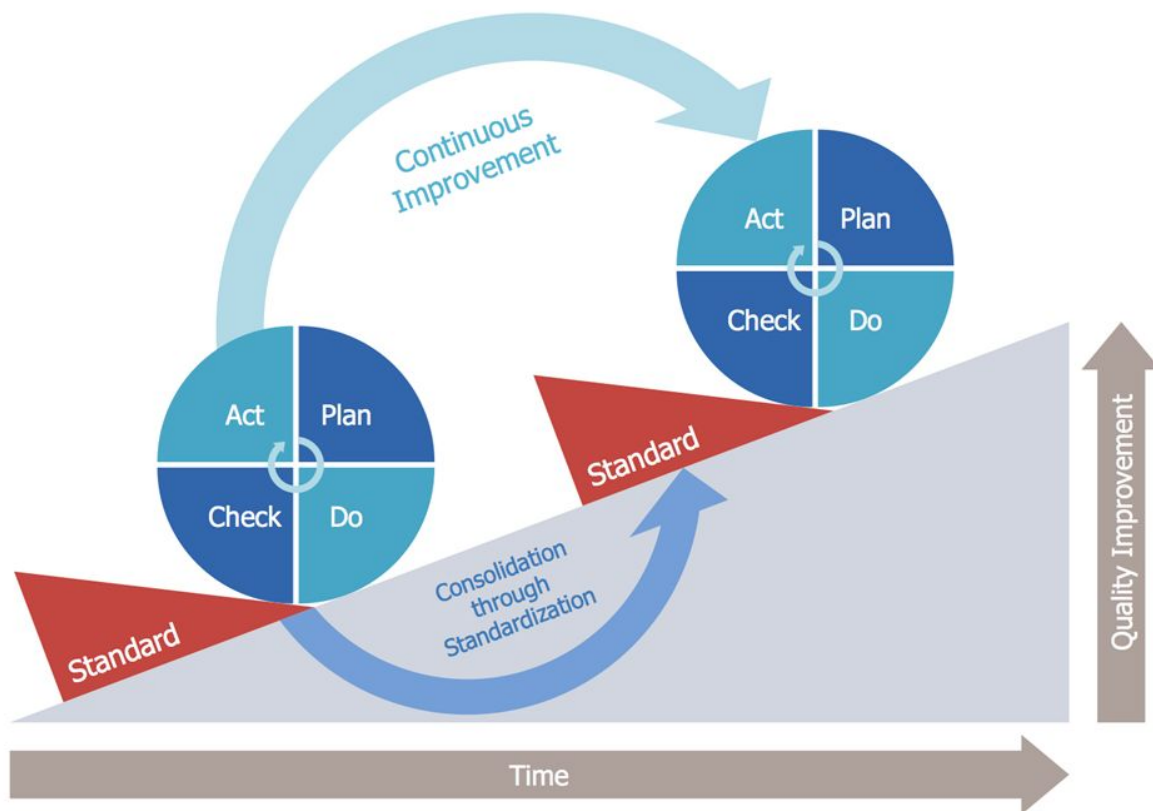 Continuous
Improvement
Act Plan
Check Do
Act Plan
Check Do
Standard
Standard
Consolidation
through
Standardization
Quality Improvement
Time